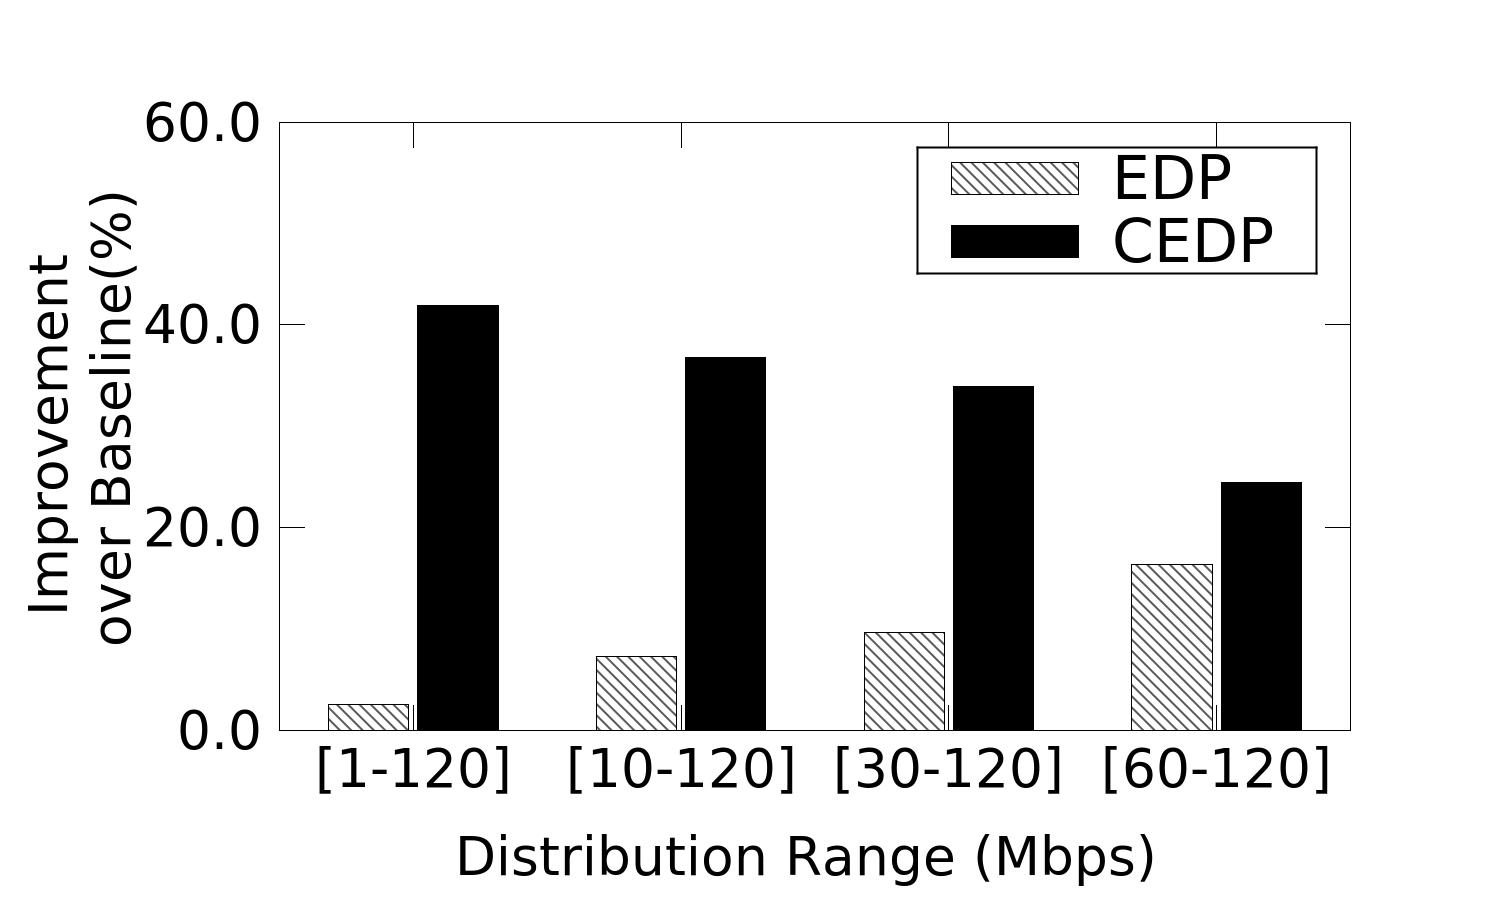 60.0
40.0
20.0
0.0
Improvement
over Baseline(%)
EDP
CEDP
[1-120] [10-120] [30-120] [60-120]
Distribution Range (Mbps)